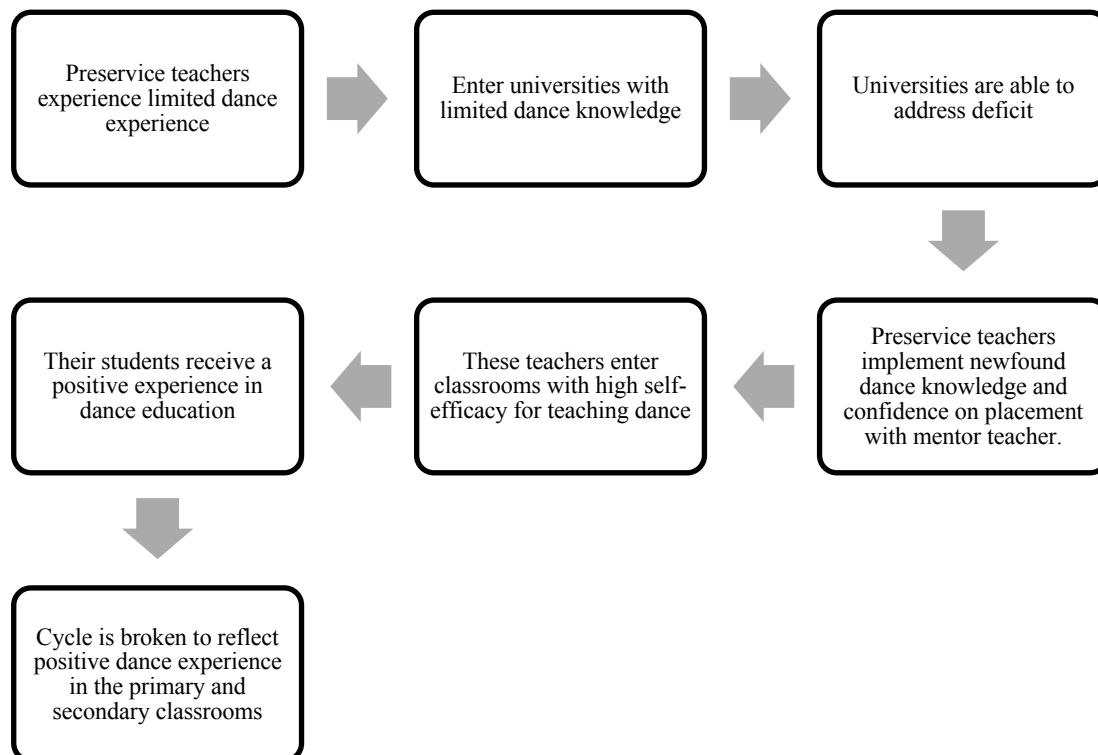 Preservice teachers
experience limited dance
experience
Enter universities with
limited dance knowledge
Universities are able to
address deficit
Preservice teachers
implement newfound
dance knowledge and
confidence on placement
with mentor teacher.
These teachers enter
classrooms with high self-
efficacy for teaching dance
Their students receive a
positive experience in
dance education
Cycle is broken to reflect
positive dance experience
in the primary and
secondary classrooms